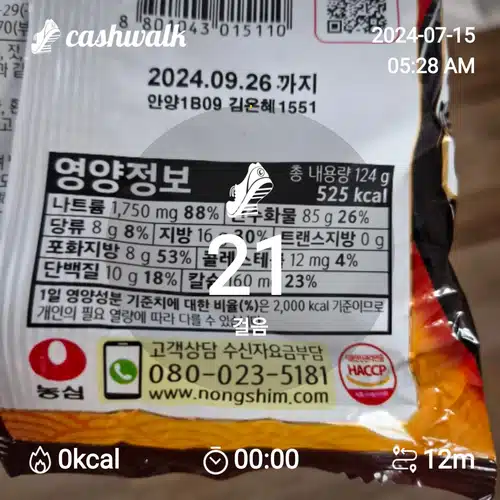 cashwalk
2024-07-15
05:28 AM
8 801043 015110
2024.09.26 까지
안양1B09 김은혜1551
영양정보
총 내용량 124 g
525 kcal
나트륨 1,750 mg 88% 85 g 26%
당류 8 g 8% 지방 16 30% 트랜스지방 0 g
포화지방 8 g 53% 12 mg 4%
단백질 10 g 18% 칼슘 160 m 23%
1일 영양성분 기준치에 대한 비율(%)은 2,000 kcal 기준이므로
개인의 필요 열량에 따라 다를 수
21
걸음
농심
고객상담 수신자요금부담
080-023-5181
www.nongshim.com
HACCP
0kcal
00:00
12m